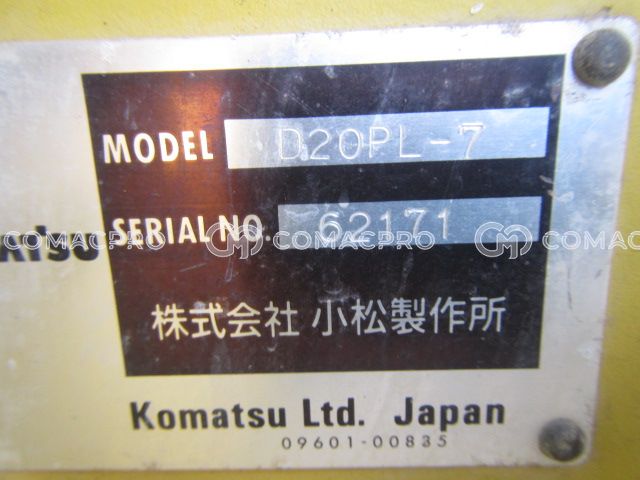 MODEL D20PL-7
SERIAL NO. 62171
COMACPRO COMACPRO COMACPRO
株式会社 小松製作所
Komatsu Ltd. Japan
09601-00835